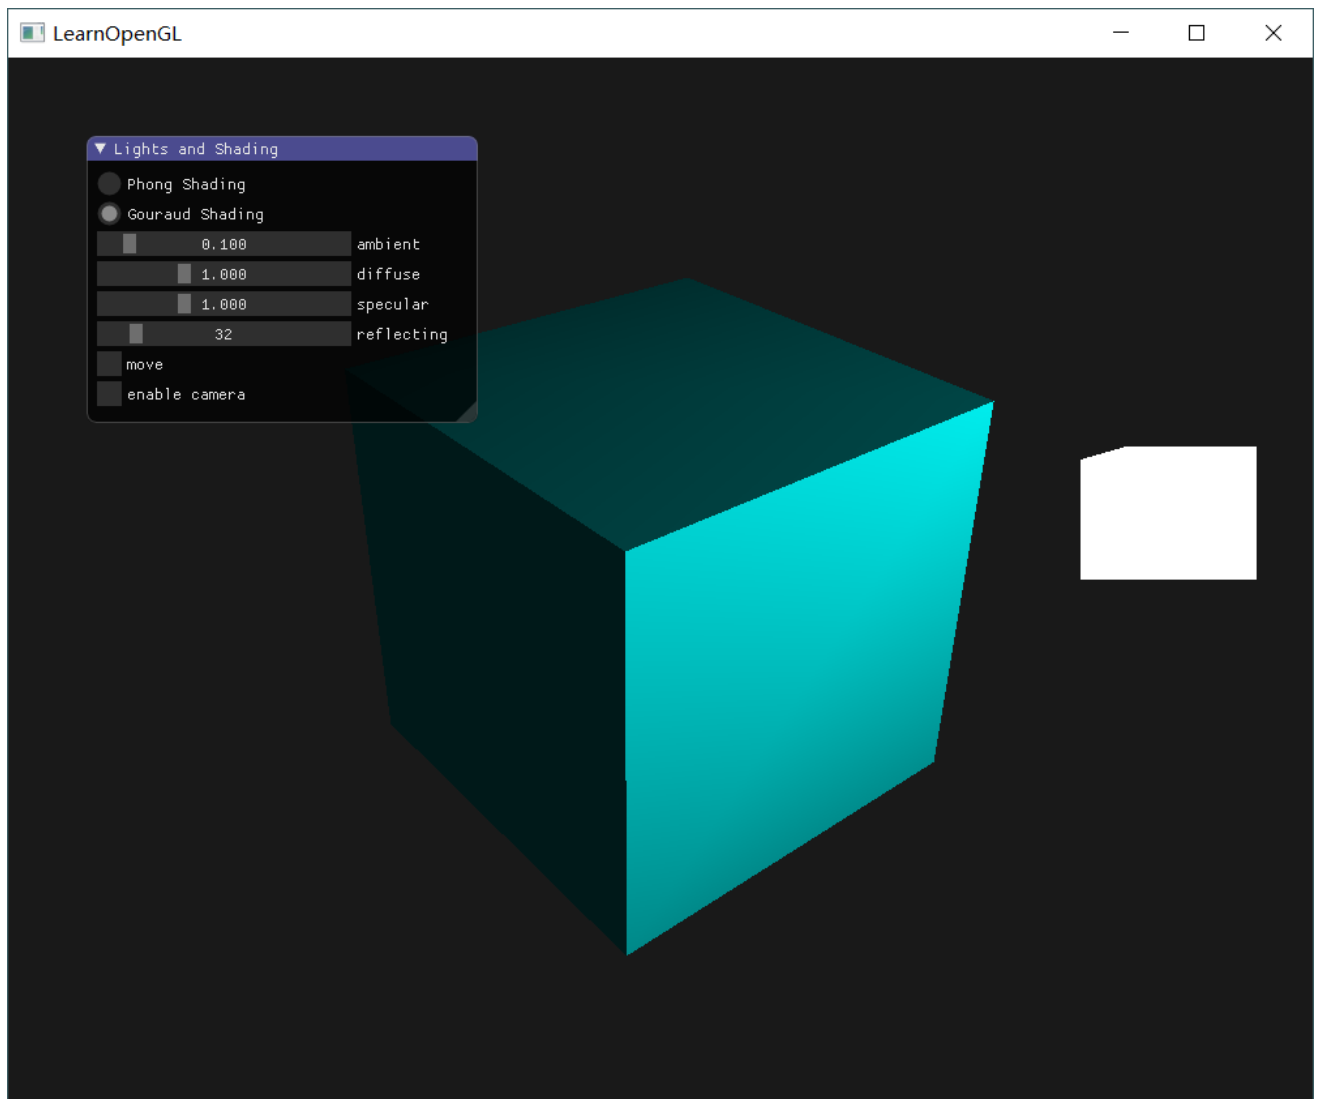 LearnOpenGL
Lights and Shading
Phong Shading
Gouraud Shading
0.100 ambient
1.000 diffuse
1.000 specular
32 reflecting
move
enable camera